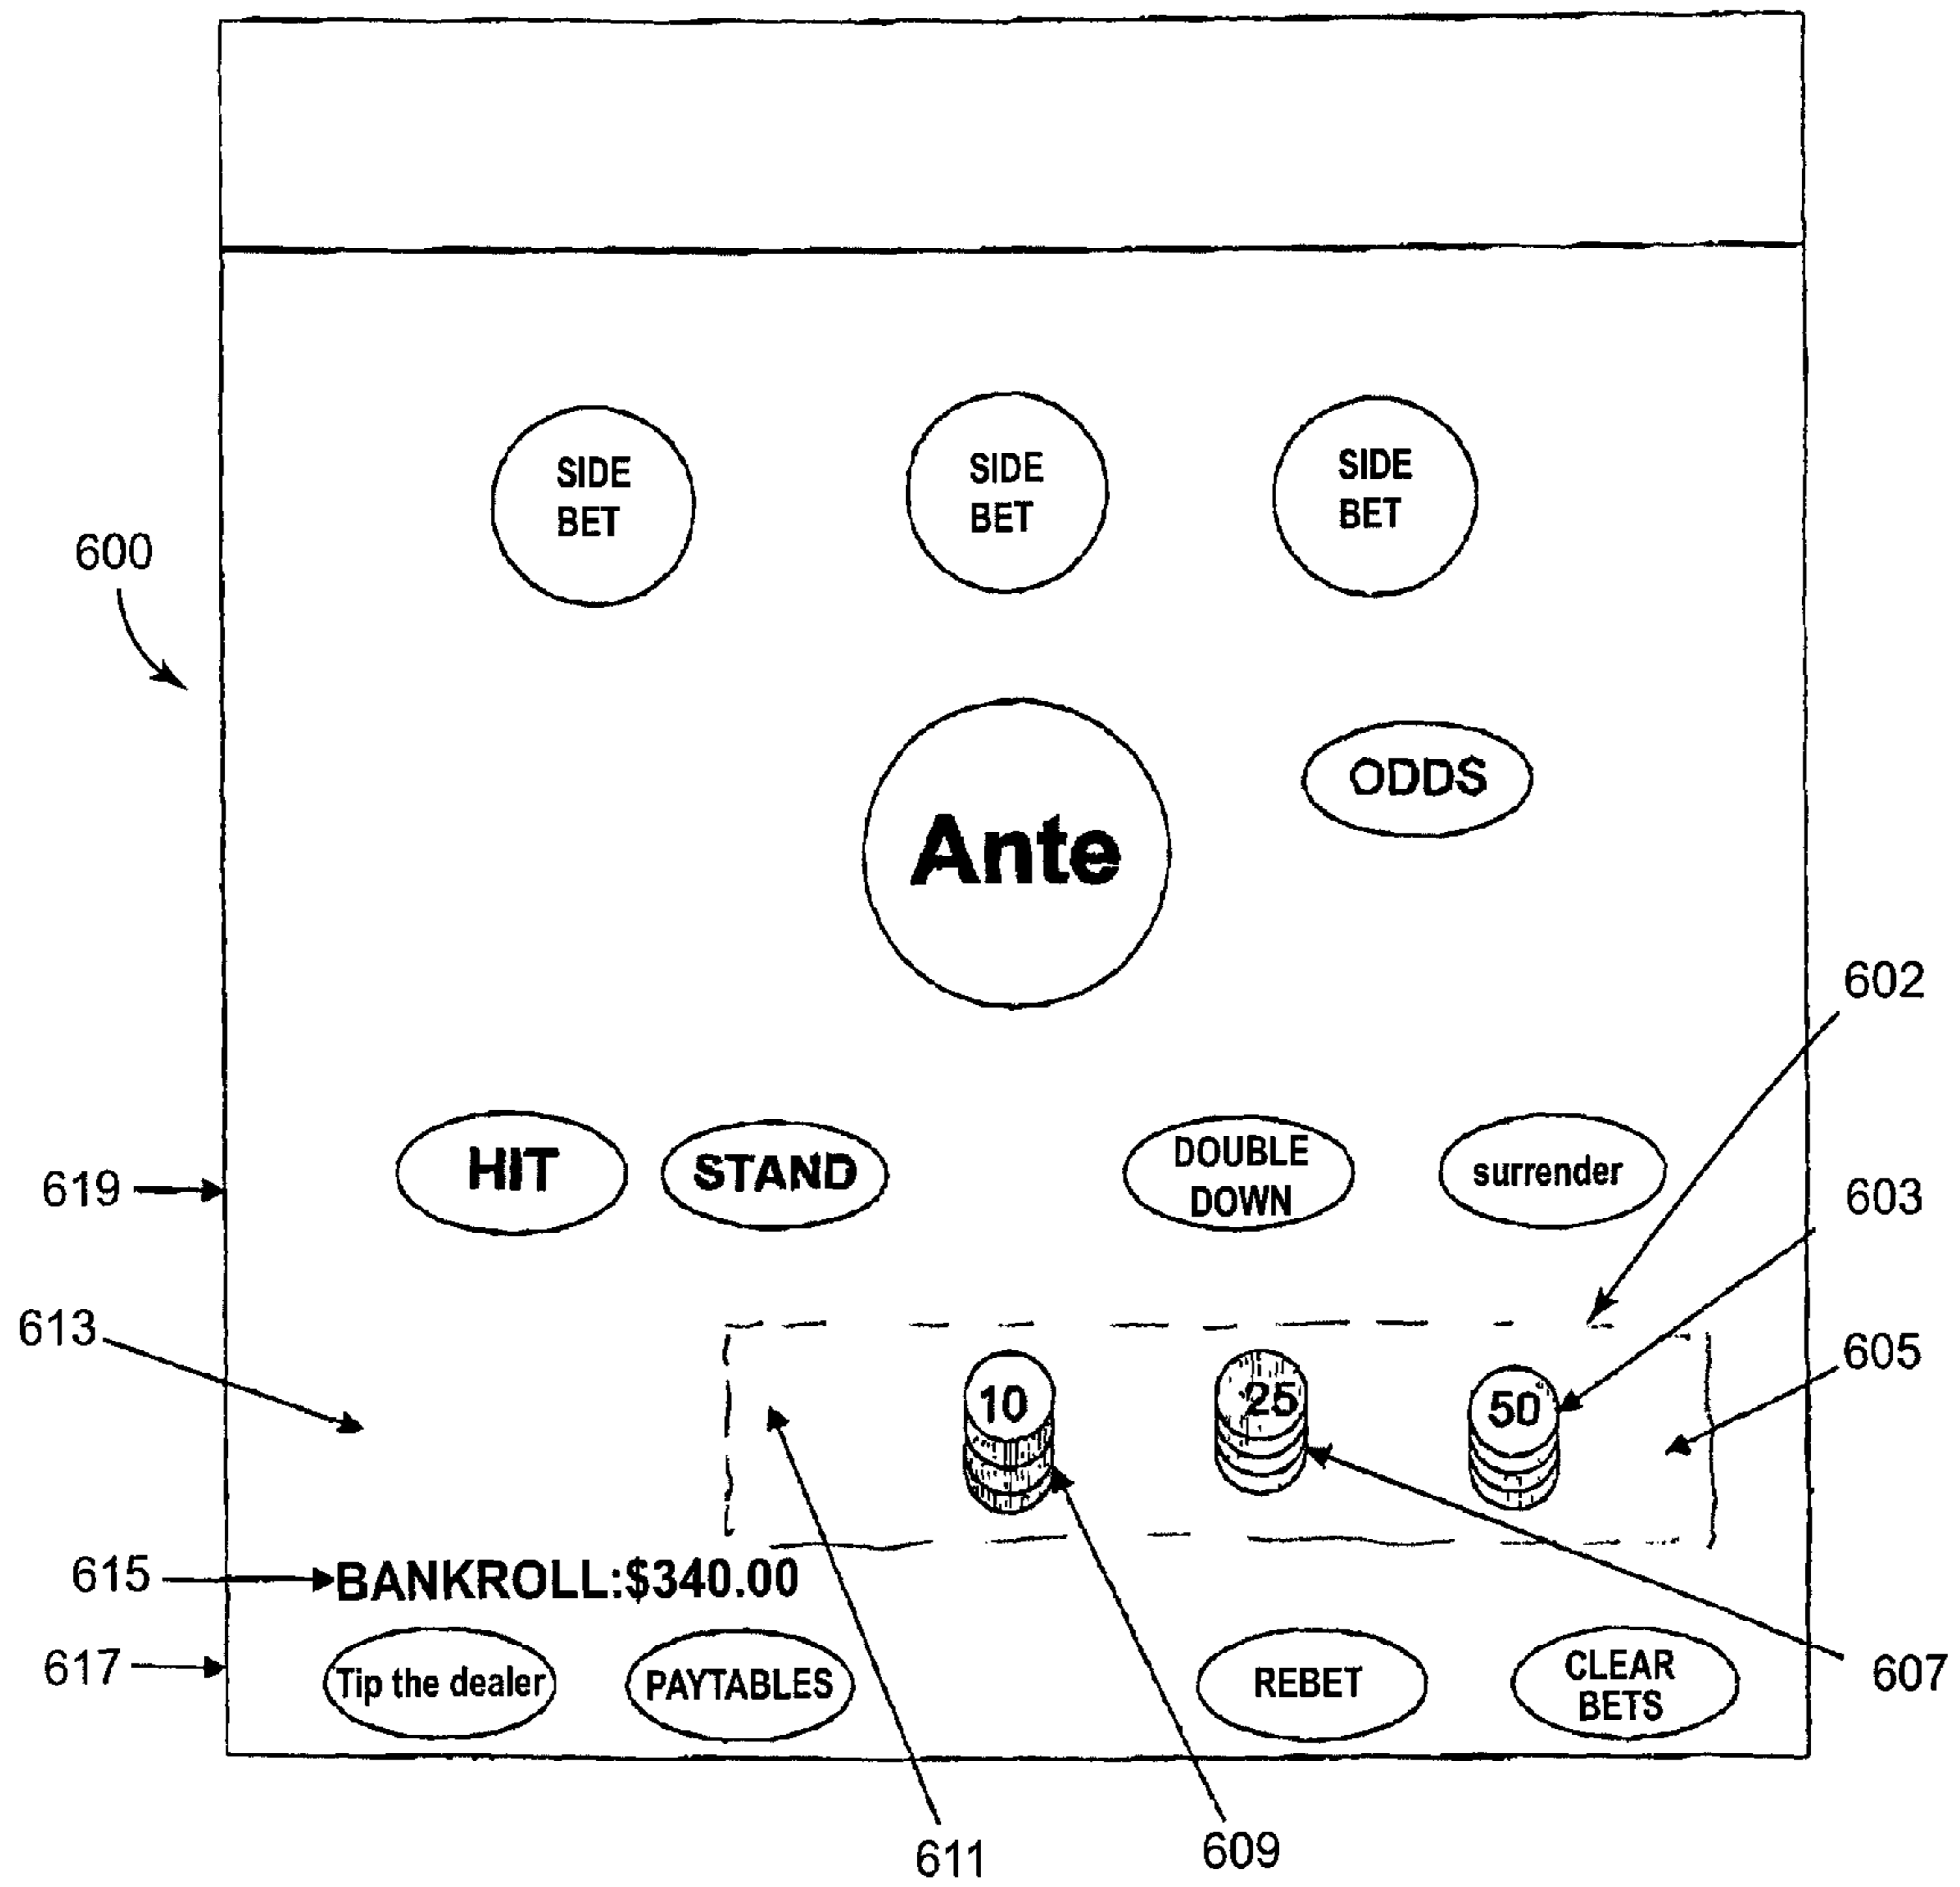 SIDE
BET
SIDE
BET
SIDE
BET
600
ODDS
Ante
602
HIT
STAND
DOUBLE
DOWN
surrender
619
603
613
605
10
25
50
615
BANKROLL:$340.00
617
Tip the dealer
PAYTABLES
REBET
CLEAR
BETS
607
611
609